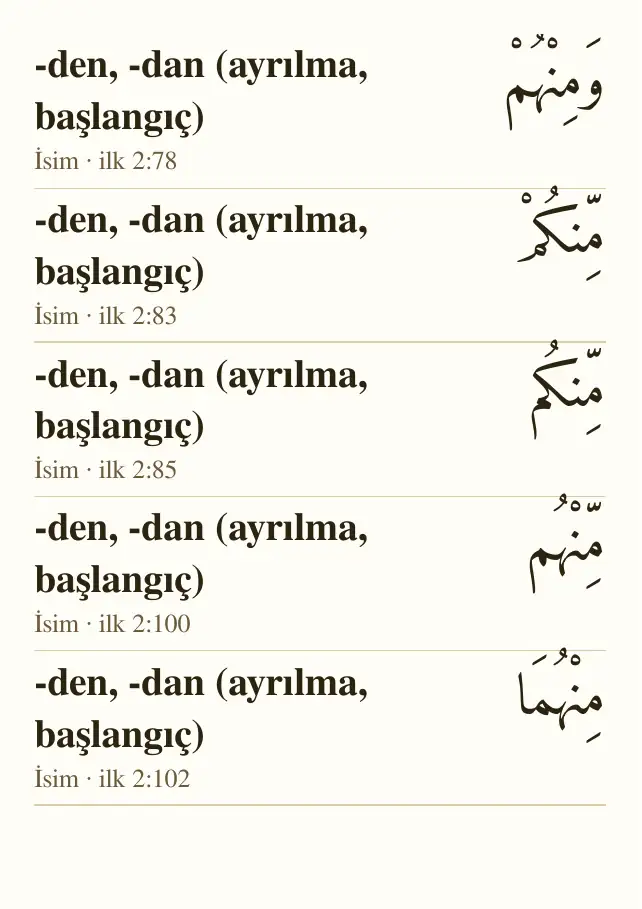 -den, -dan (ayrılma, وَمِنْهُمْ
başlangıç)
İsim · ilk 2:78
-den, -dan (ayrılma, مِّنكُمْ
başlangıç)
İsim · ilk 2:83
-den, -dan (ayrılma, مِّنكُم
başlangıç)
İsim · ilk 2:85
-den, -dan (ayrılma, مِّنْهُم
başlangıç)
İsim · ilk 2:100
-den, -dan (ayrılma, مِنْهُمَا
başlangıç)
İsim · ilk 2:102